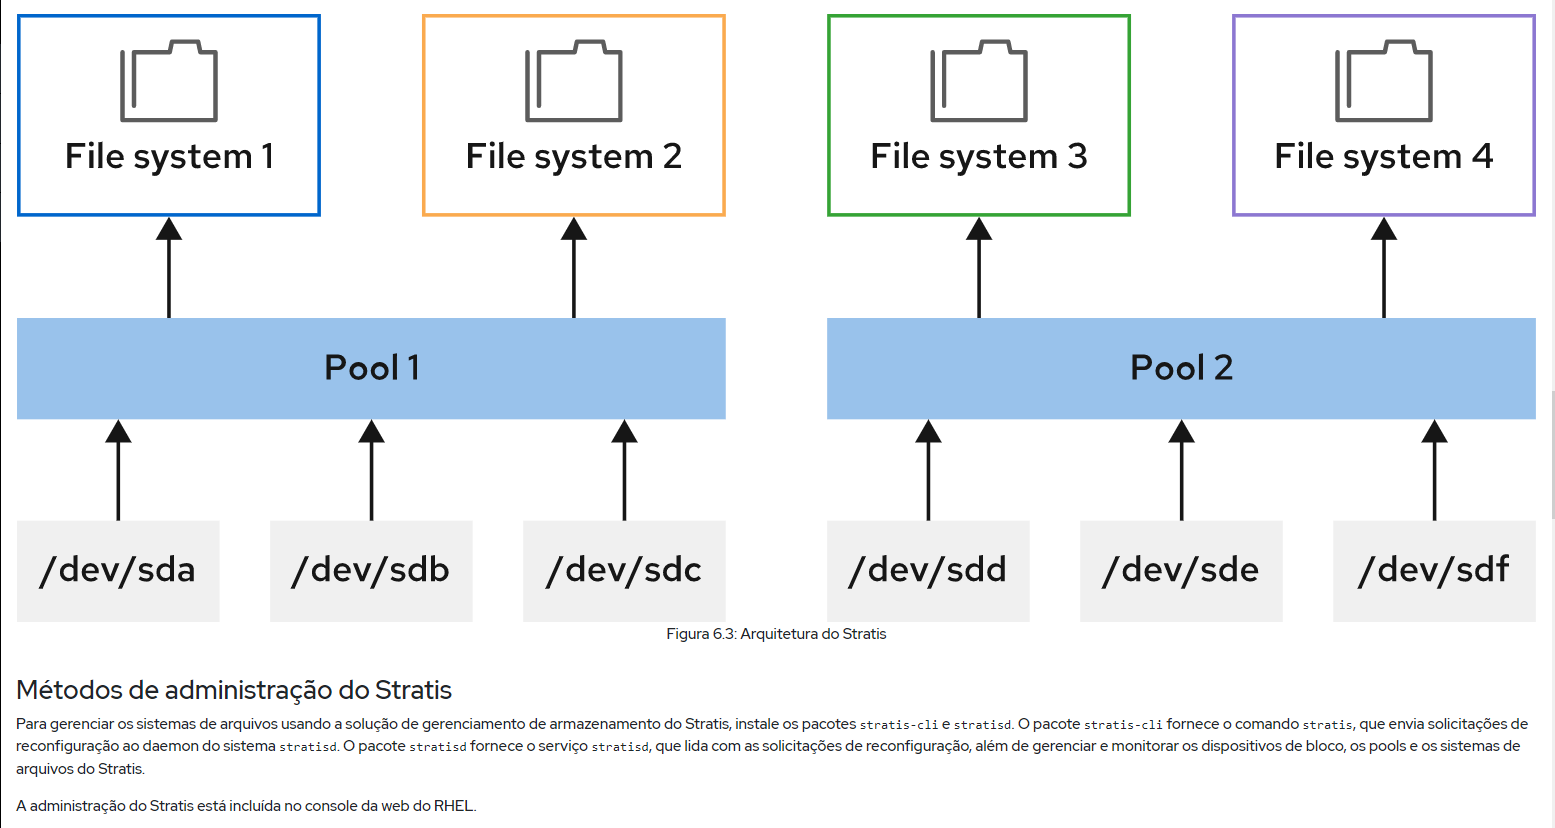 File system 1
File system 2
File system 3
File system 4
Pool 1
Pool 2
/dev/sda
/dev/sdb
/dev/sdc
/dev/sdd
/dev/sde
/dev/sdf
Figura 6.3: Arquitetura do Stratis
Métodos de administração do Stratis
Para gerenciar os sistemas de arquivos usando a solução de gerenciamento de armazenamento do Stratis, instale os pacotes stratis-cli e stratisd. O pacote stratis-cli fornece o comando stratis, que envia solicitações de
reconfiguração ao daemon do sistema stratisd. O pacote stratisd fornece o serviço stratisd, que lida com as solicitações de reconfiguração, além de gerenciar e monitorar os dispositivos de bloco, os pools e os sistemas de
arquivos do Stratis.
A administração do Stratis está incluída no console da web do RHEL.